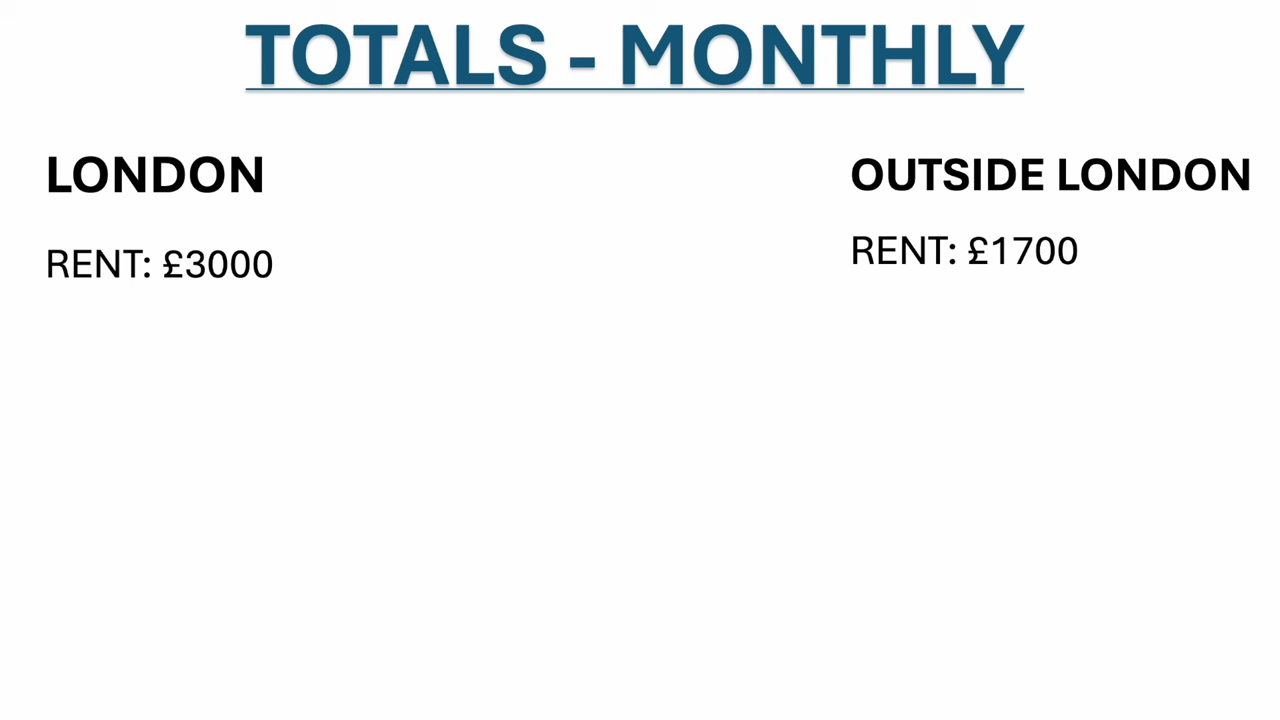 TOTALS - MONTHLY
LONDON
RENT: £3000
OUTSIDE LONDON
RENT: £1700